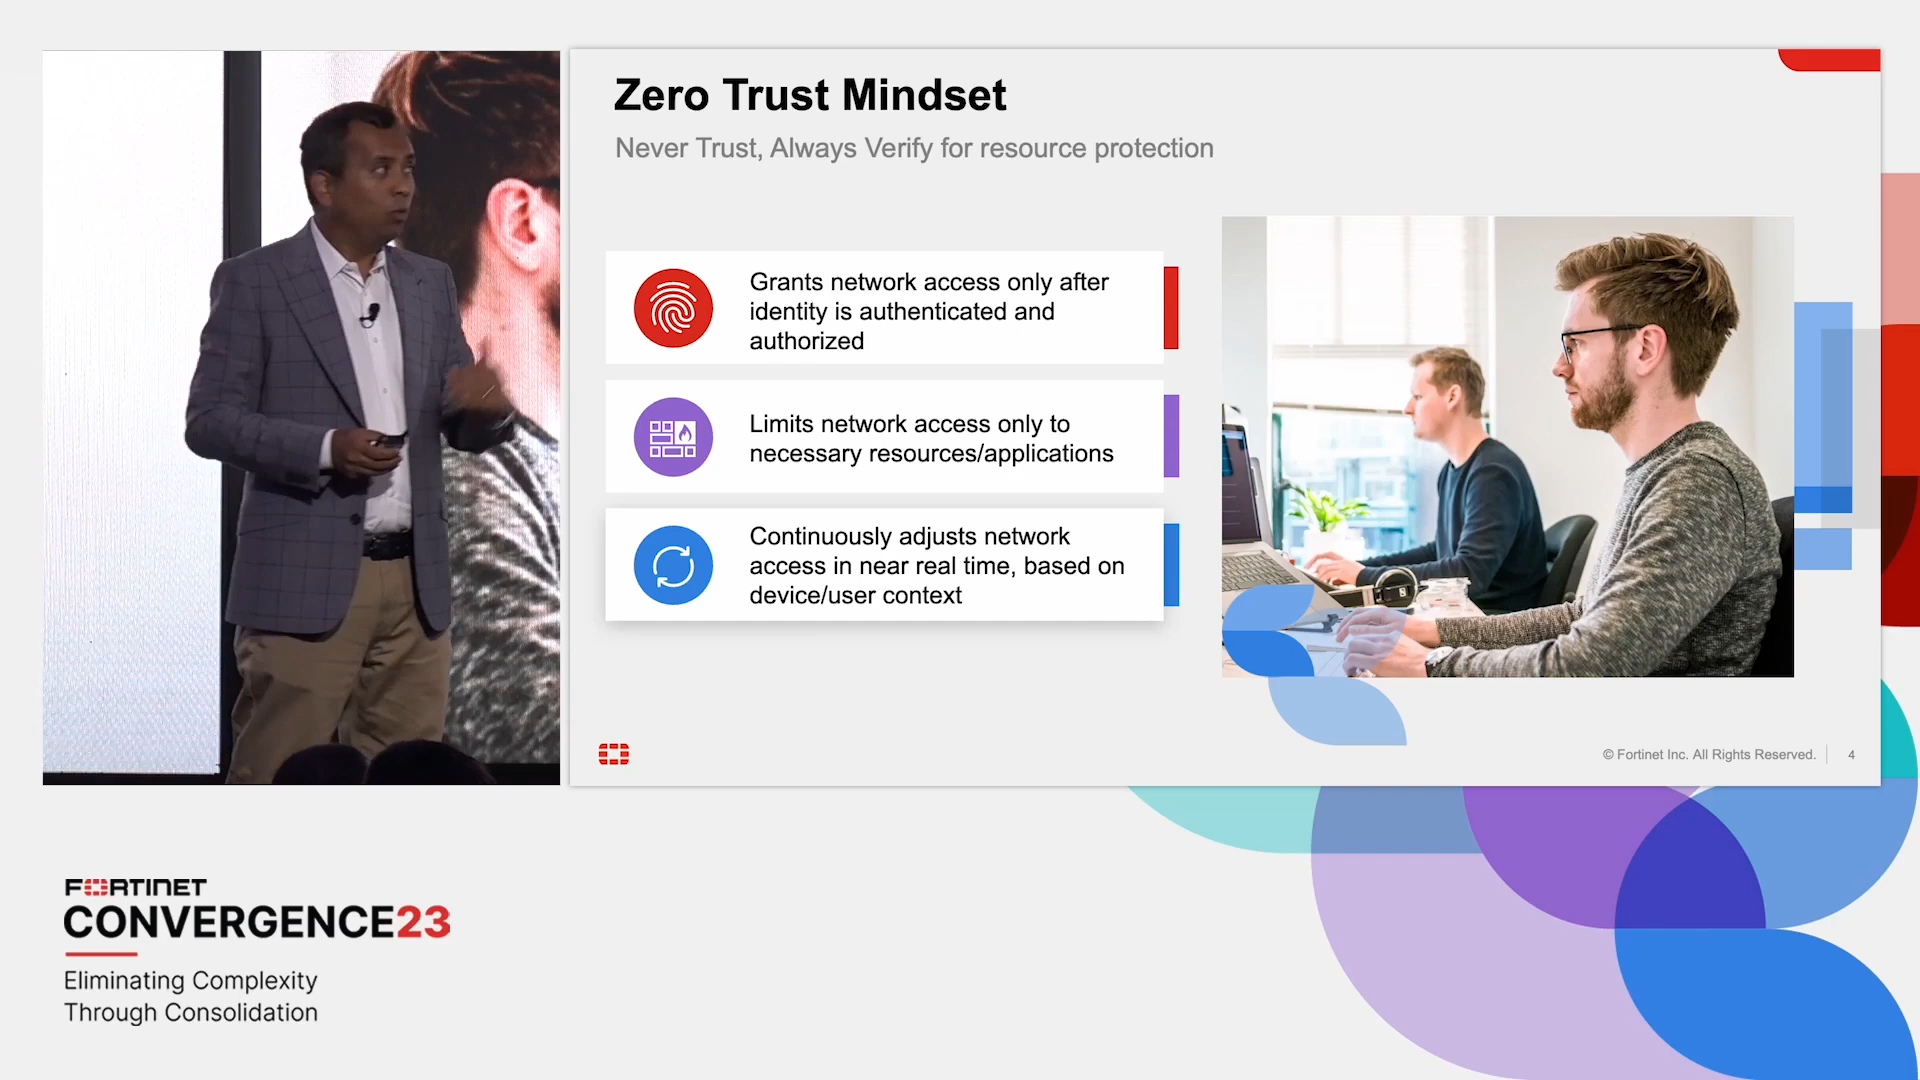 Zero Trust Mindset
Never Trust, Always Verify for resource protection
Grants network access only after
identity is authenticated and
authorized
Limits network access only to
necessary resources/applications
Continuously adjusts network
access in near real time, based on
device/user context
© Fortinet Inc. All Rights Reserved.
4
FORTINET
CONVERGENCE23
Eliminating Complexity
Through Consolidation